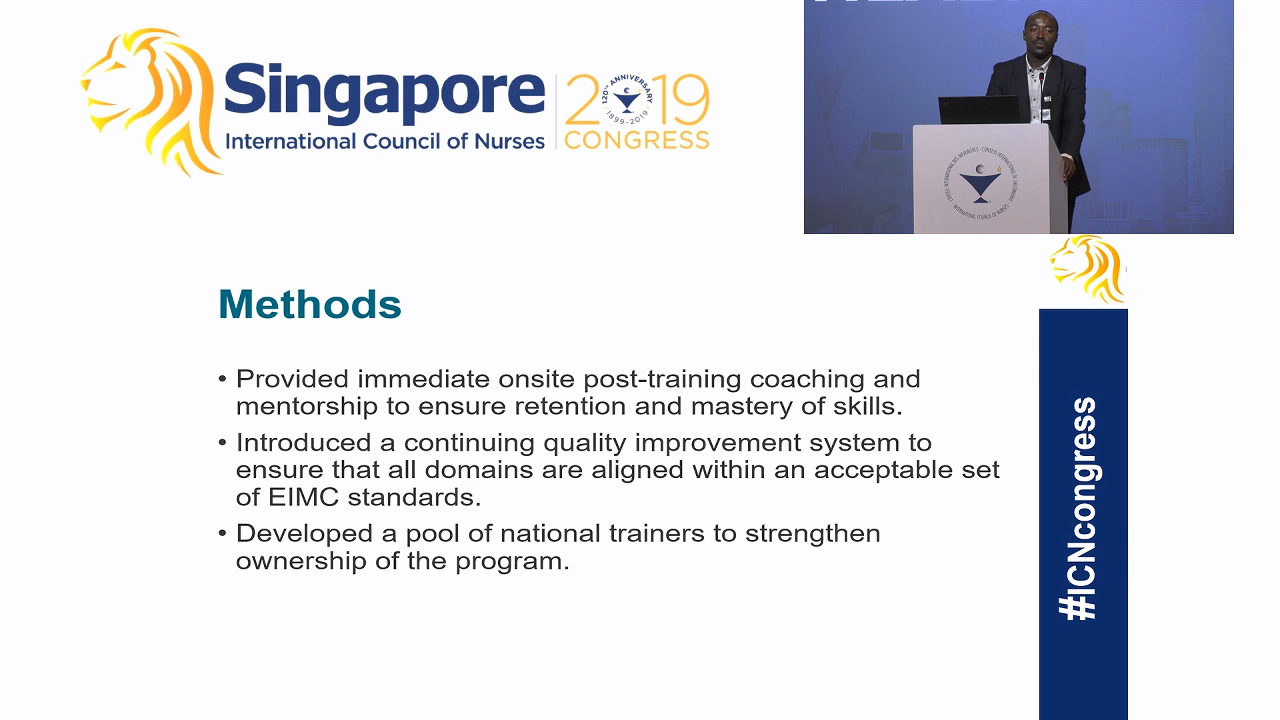 Singapore
International Council of Nurses
2019
120TH ANNIVERSARY
1899-2019
CONGRESS
Methods
• Provided immediate onsite post-training coaching and
mentorship to ensure retention and mastery of skills.
• Introduced a continuing quality improvement system to
ensure that all domains are aligned within an acceptable set
of EIMC standards.
• Developed a pool of national trainers to strengthen
ownership of the program.
#ICNcongress